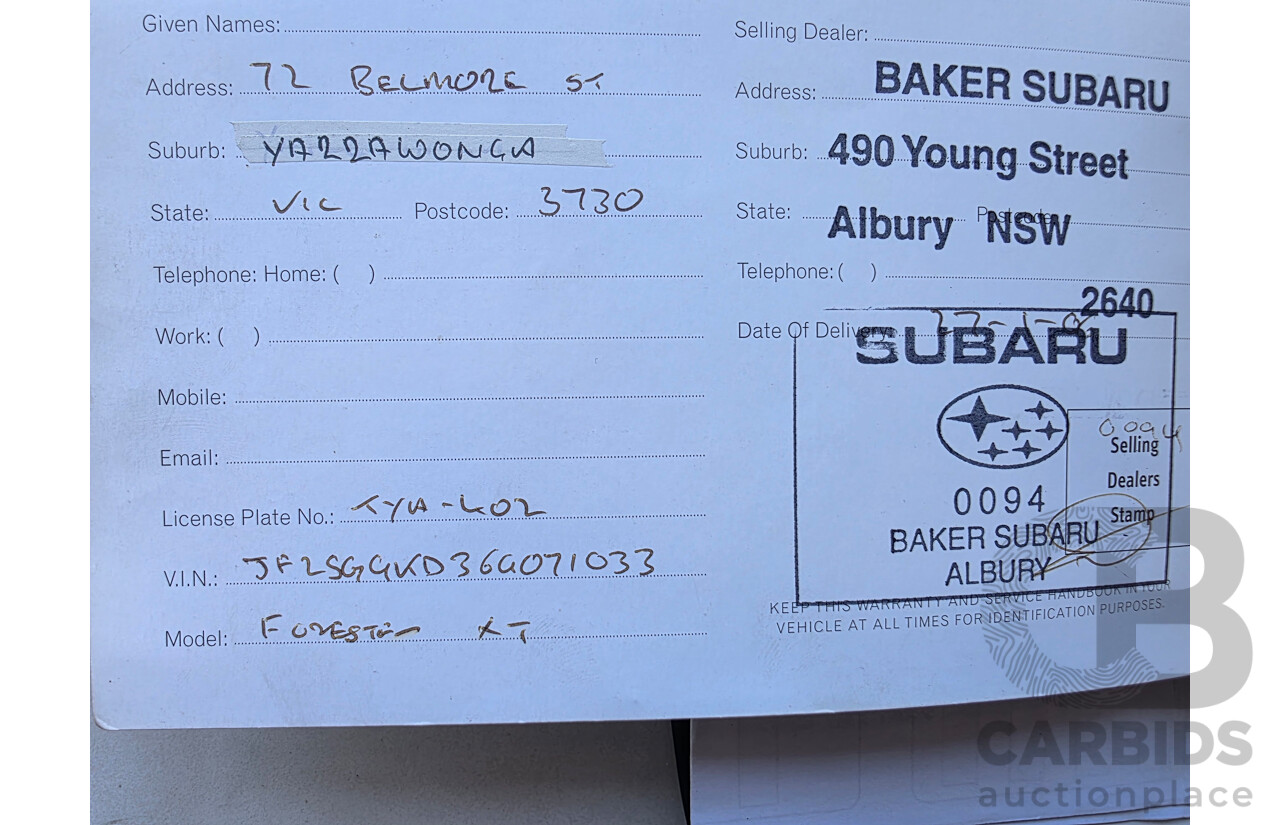 Given Names:
Address: 72 BELMORE ST
Suburb: YARRAWONGA
State: VIC Postcode: 3730
Telephone: Home: ( )
Work: ( )
Mobile:
Email:
License Plate No.:
V.I.N.: JF2SG9KD36G071033
Model: FORESTER XT
Selling Dealer:
Address: BAKER SUBARU
Suburb: 490 Young Street
State: Albury NSW Postcode:
Telephone: ( )
2640
Date Of Delivery:
SUBARU
0094
Selling
Dealers
Stamp
0094
BAKER SUBARU
ALBURY
KEEP THIS WARRANTY AND SERVICE HANDBOOK IN YOUR
VEHICLE AT ALL TIMES FOR IDENTIFICATION PURPOSES.
B
CARBIDS
auctionplace